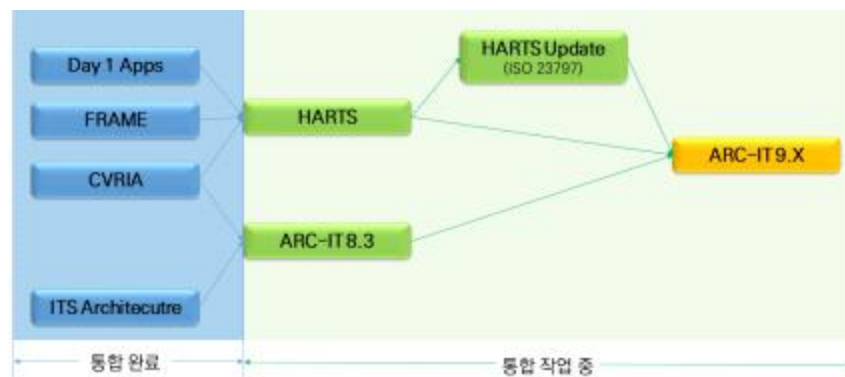 Day 1 Apps
FRAME
CVRIA
ITS Architecutre
HARTS
ARC-IT 8.3
HARTS Update
(ISO 23797)
ARC-IT 9.X
통합 완료
통합 작업 중